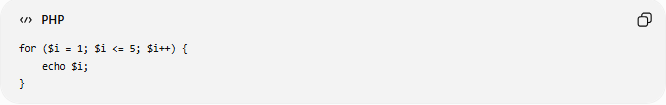 </> PHP
for ($i = 1; $i <= 5; $i++) {
    echo $i;
}